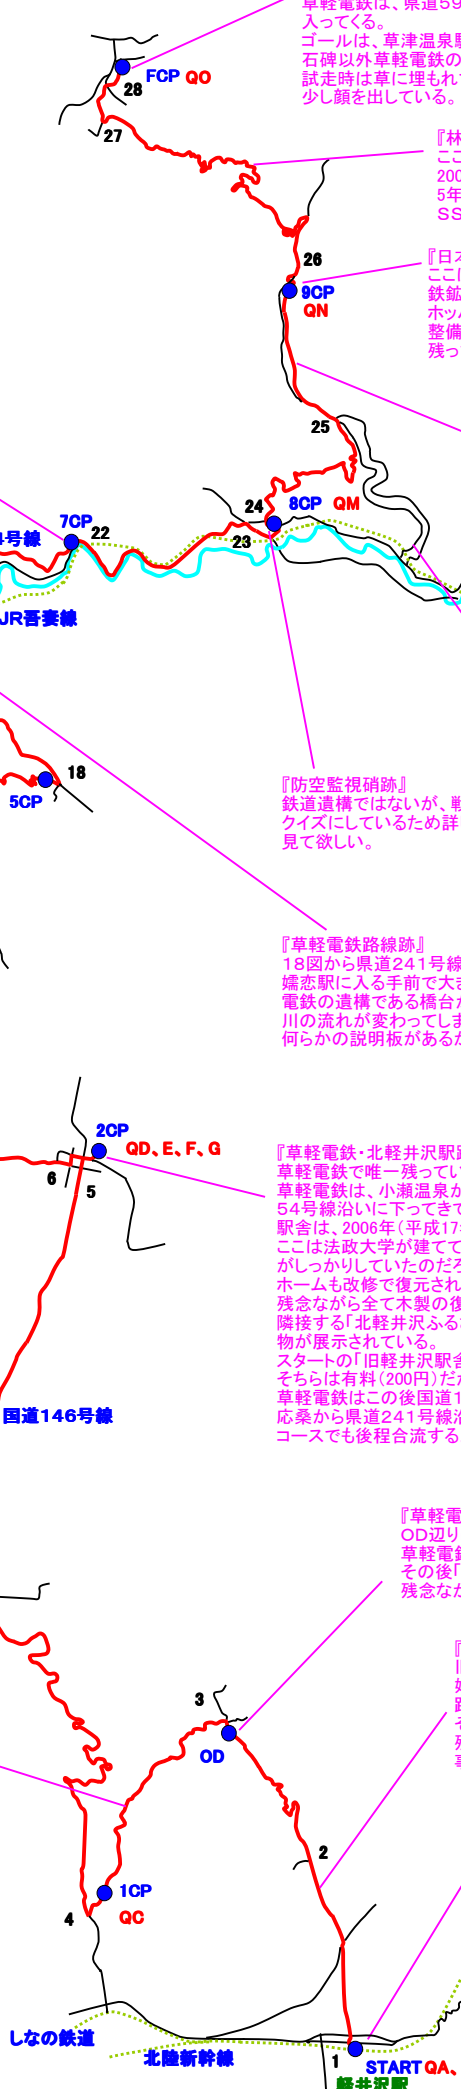 草軽電鉄は、県道59
入ってくる。
ゴールは、草津温泉駅
石碑以外草軽電鉄の
試走時は草に埋もれて
少し顔を出している。
FCP QO
28
27
『林
ここ
200
5年
SS
26
『日本
ここに
鉄鉱
ホッパ
整備
残っ
9CP
QN
25
24
8CP QM
7CP
22
23
4号線
JR吾妻線
18
5CP
『防空監視硝跡』
鉄道遺構ではないが、戦
クイズにしているため詳
見て欲しい。
『草軽電鉄路線跡』
18図から県道241号線
嬬恋駅に入る手前で大き
電鉄の遺構である橋台が
川の流れが変わってしま
何らかの説明板があるか
2CP
QD、E、F、G
6
5
『草軽電鉄・北軽井沢駅跡
草軽電鉄で唯一残ってい
草軽電鉄は、小瀬温泉か
54号線沿いに下ってきて
駅舎は、2006年（平成17年
ここは法政大学が建てて
がしっかりしていたのだろ
ホームも改修で復元され
残念ながら全て木製の復
隣接する「北軽井沢ふるさ
物が展示されている。
スタートの「旧軽井沢駅舎
そちらは有料（200円）だが
草軽電鉄はこの後国道1
応桑から県道241号線沿
コースでも後程合流する
国道146号線
『草軽電
OD辺り
草軽電鉄
その後「
残念なが
3
OD
2
1CP
QC
4
しなの鉄道
北陸新幹線
1
START QA、
軽井沢駅